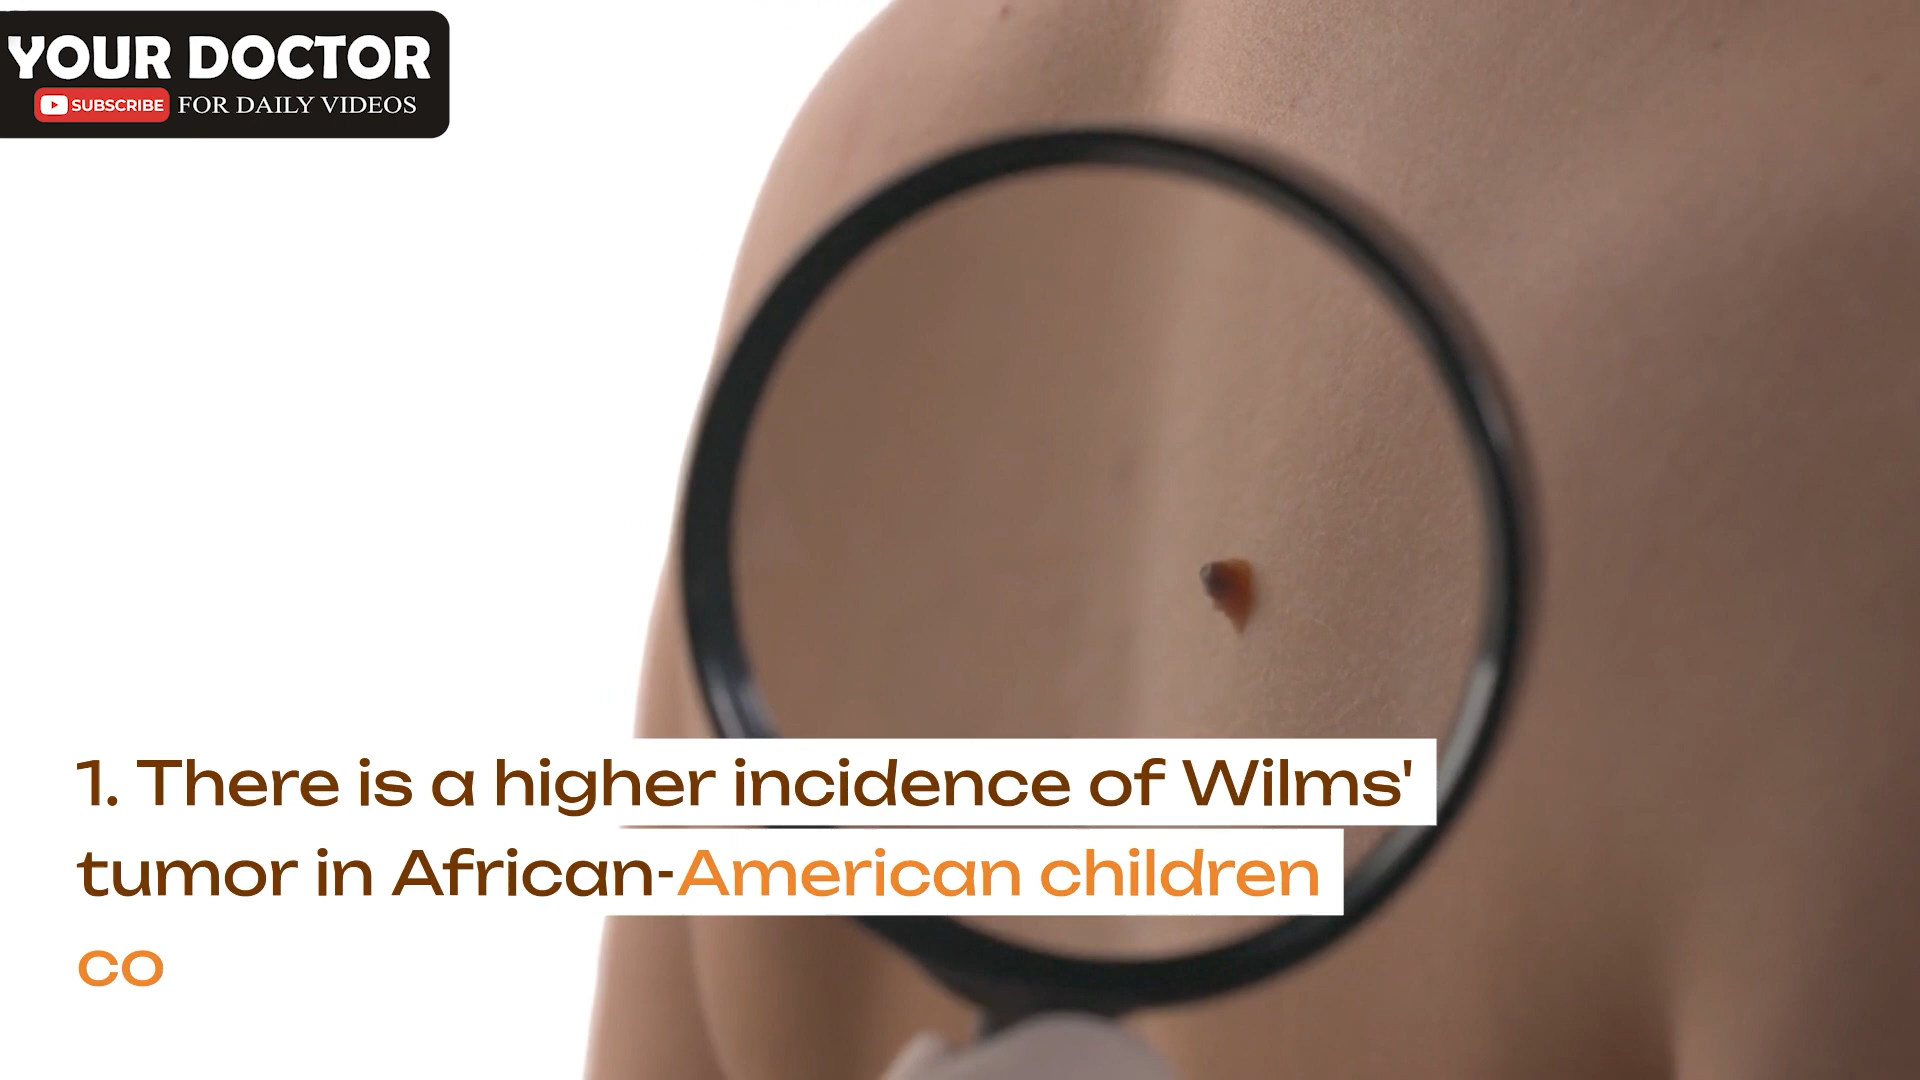 YOUR DOCTOR
SUBSCRIBE FOR DAILY VIDEOS
1. There is a higher incidence of Wilms'
tumor in African-American children
co